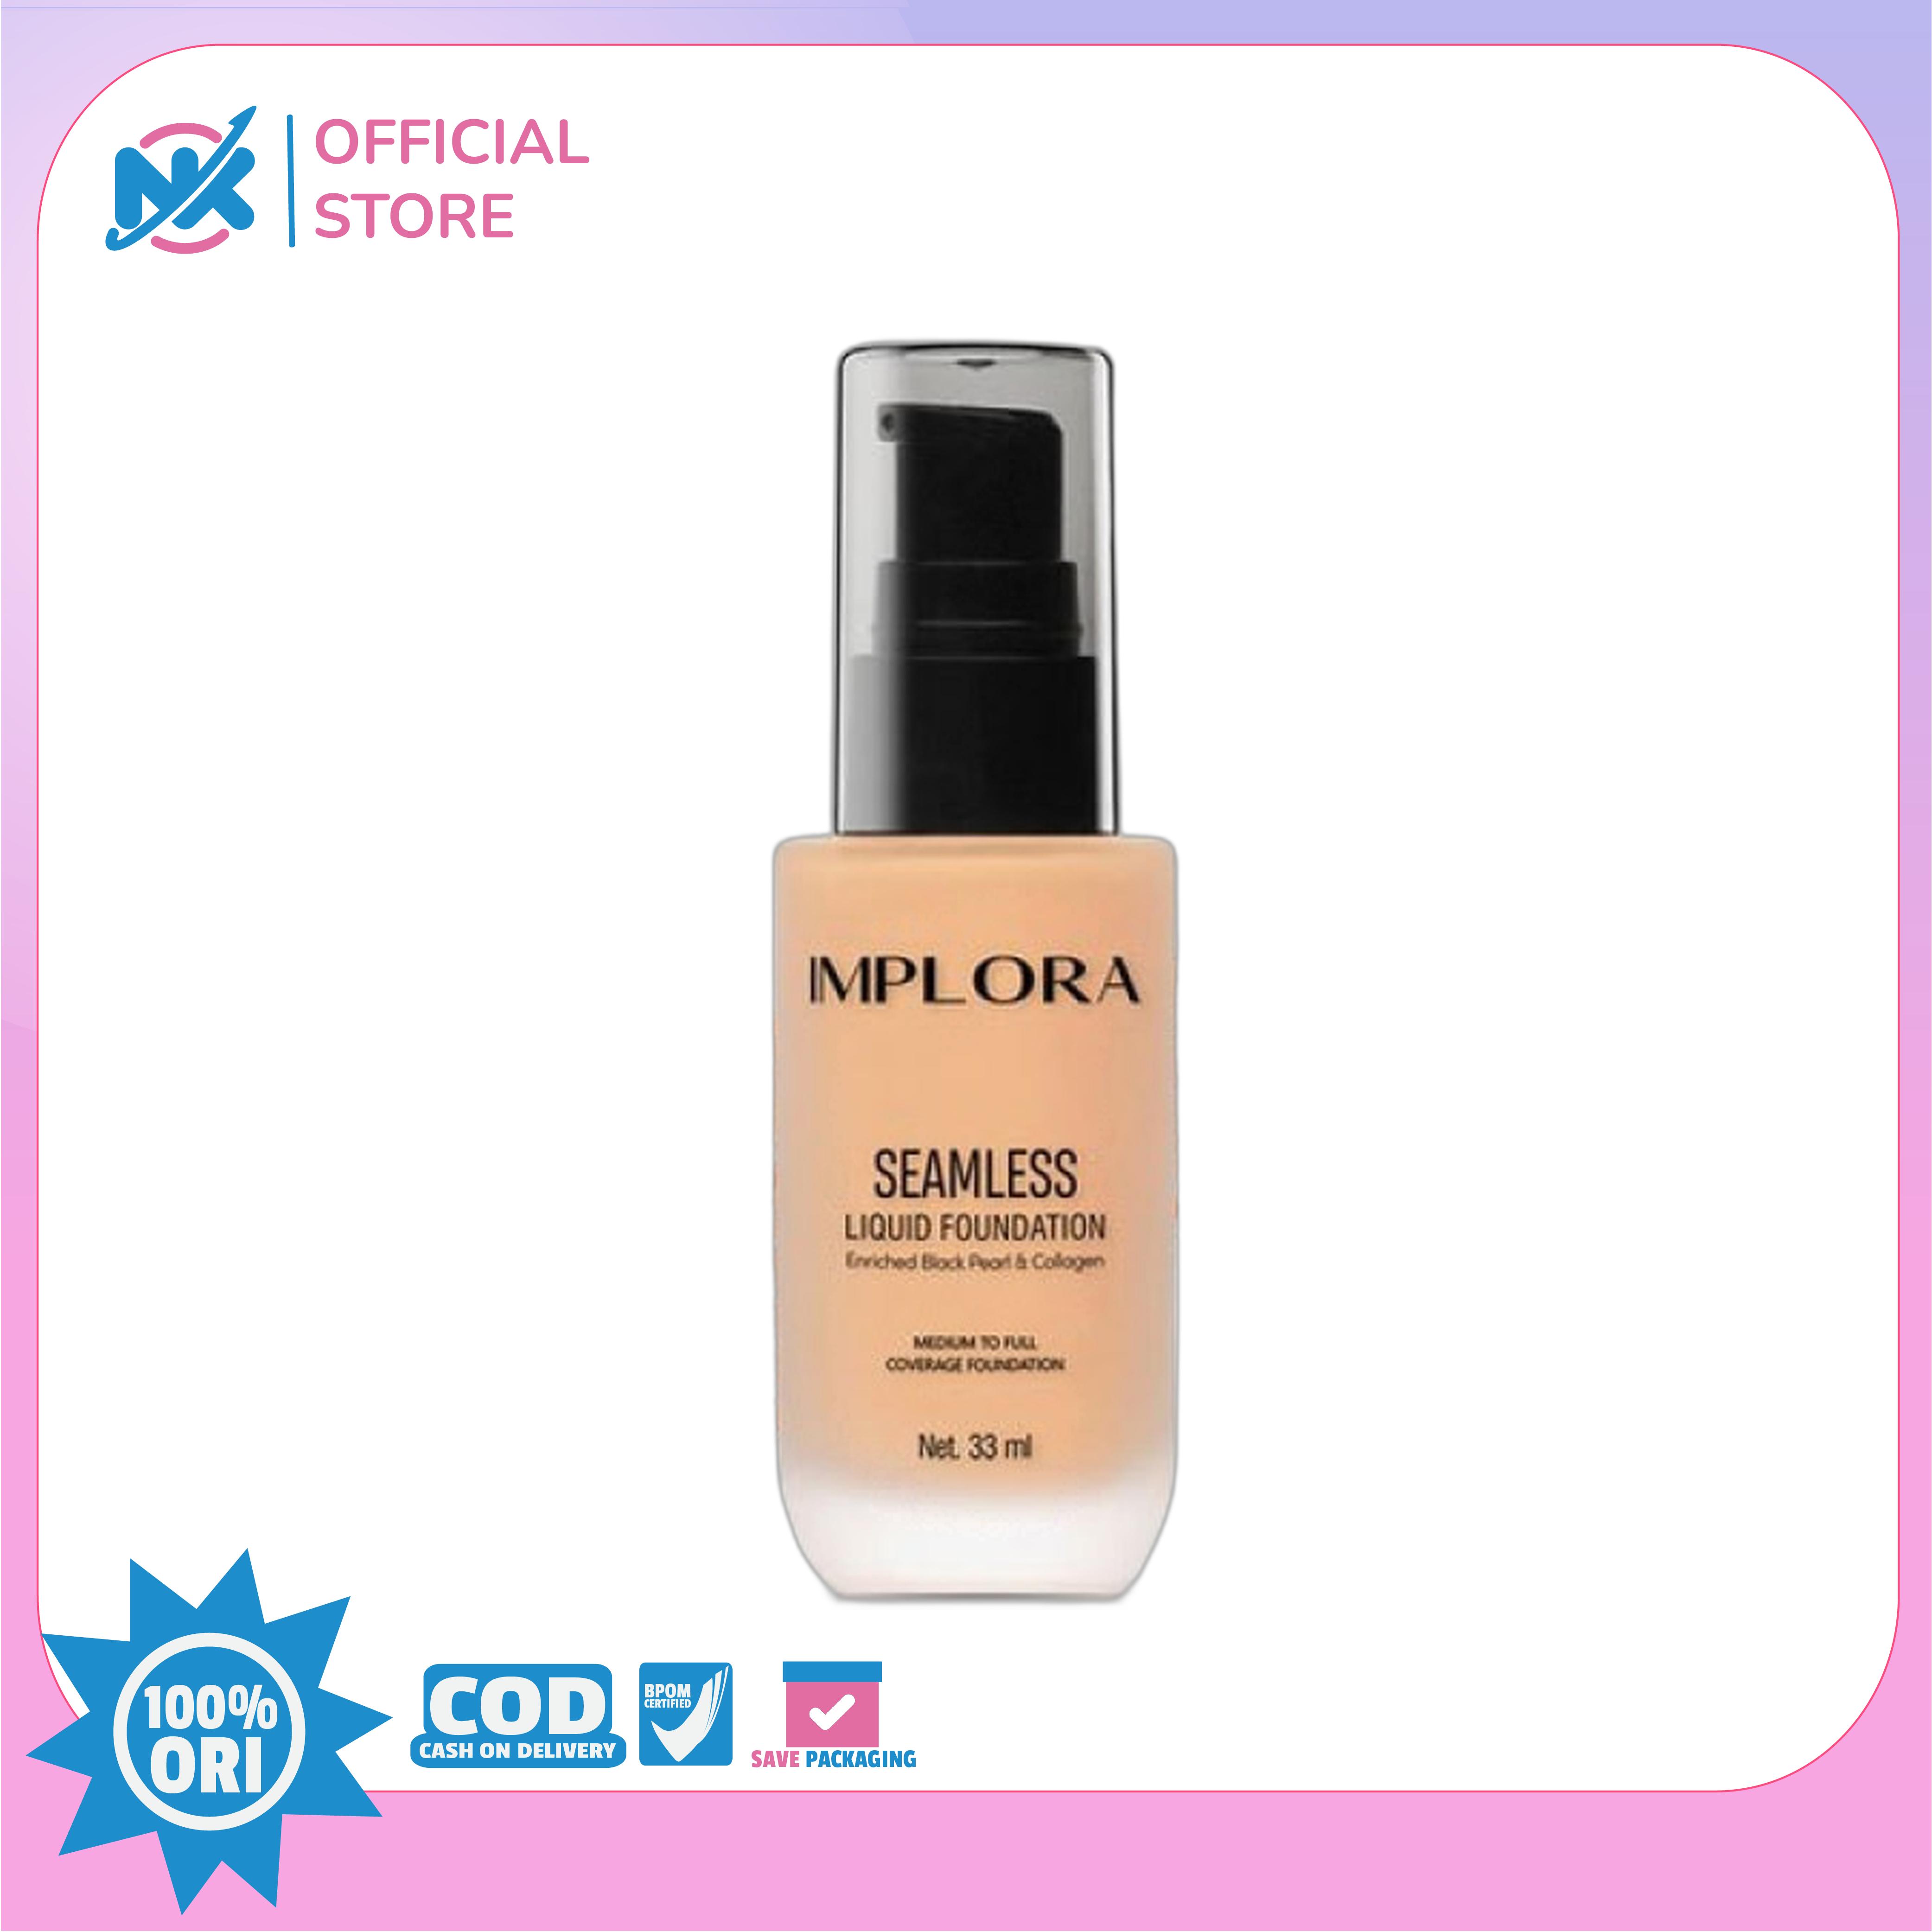 NK
OFFICIAL
STORE
IMPLORA
SEAMLESS
LIQUID FOUNDATION
Enriched Black Pearl & Collagen
MEDIUM TO FULL
COVERAGE FOUNDATION
Net. 33 ml
100%
ORI
COD
CASH ON DELIVERY
BPOM
CERTIFIED
SAVE PACKAGING